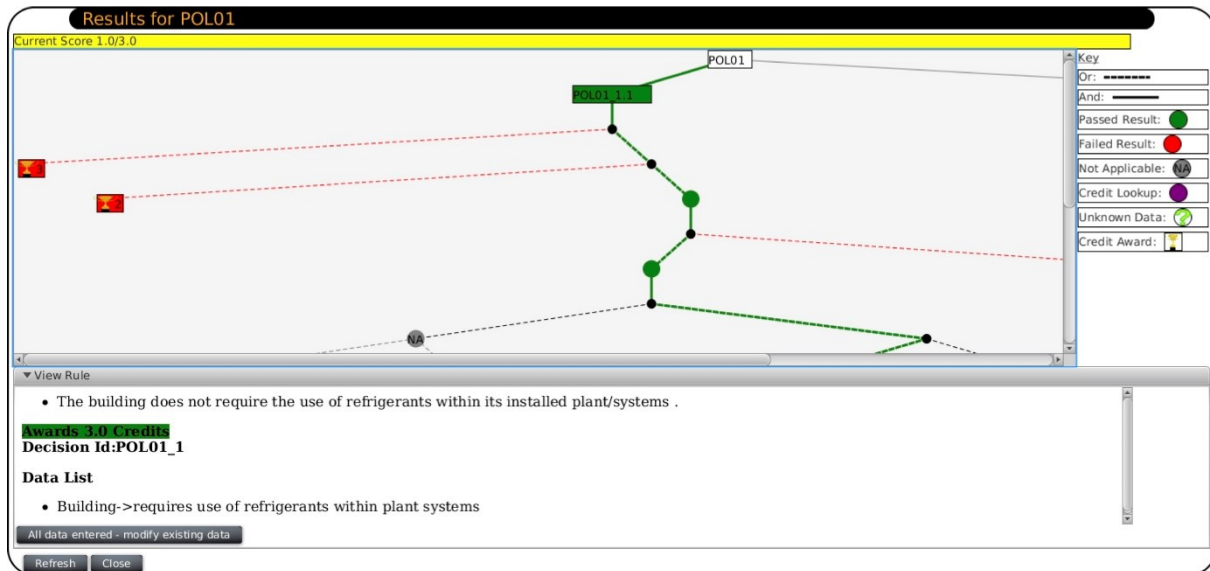 Results for POL01
Current Score 1.0/3.0
POL01
POL01_1.1
3
2
NA
Key
Or:
And:
Passed Result:
Failed Result:
Not Applicable: NA
Credit Lookup:
Unknown Data: ?
Credit Award:
View Rule
• The building does not require the use of refrigerants within its installed plant/systems .
Awards 3.0 Credits
Decision Id:POL01_1
Data List
• Building->requires use of refrigerants within plant systems
All data entered - modify existing data
Refresh Close